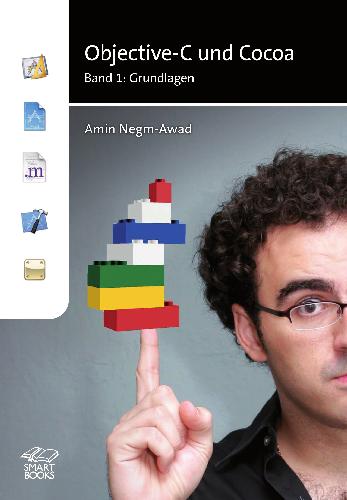 Objective-C und Cocoa
Band 1: Grundlagen
Amin Negm-Awad
.m
SMART
BOOKS